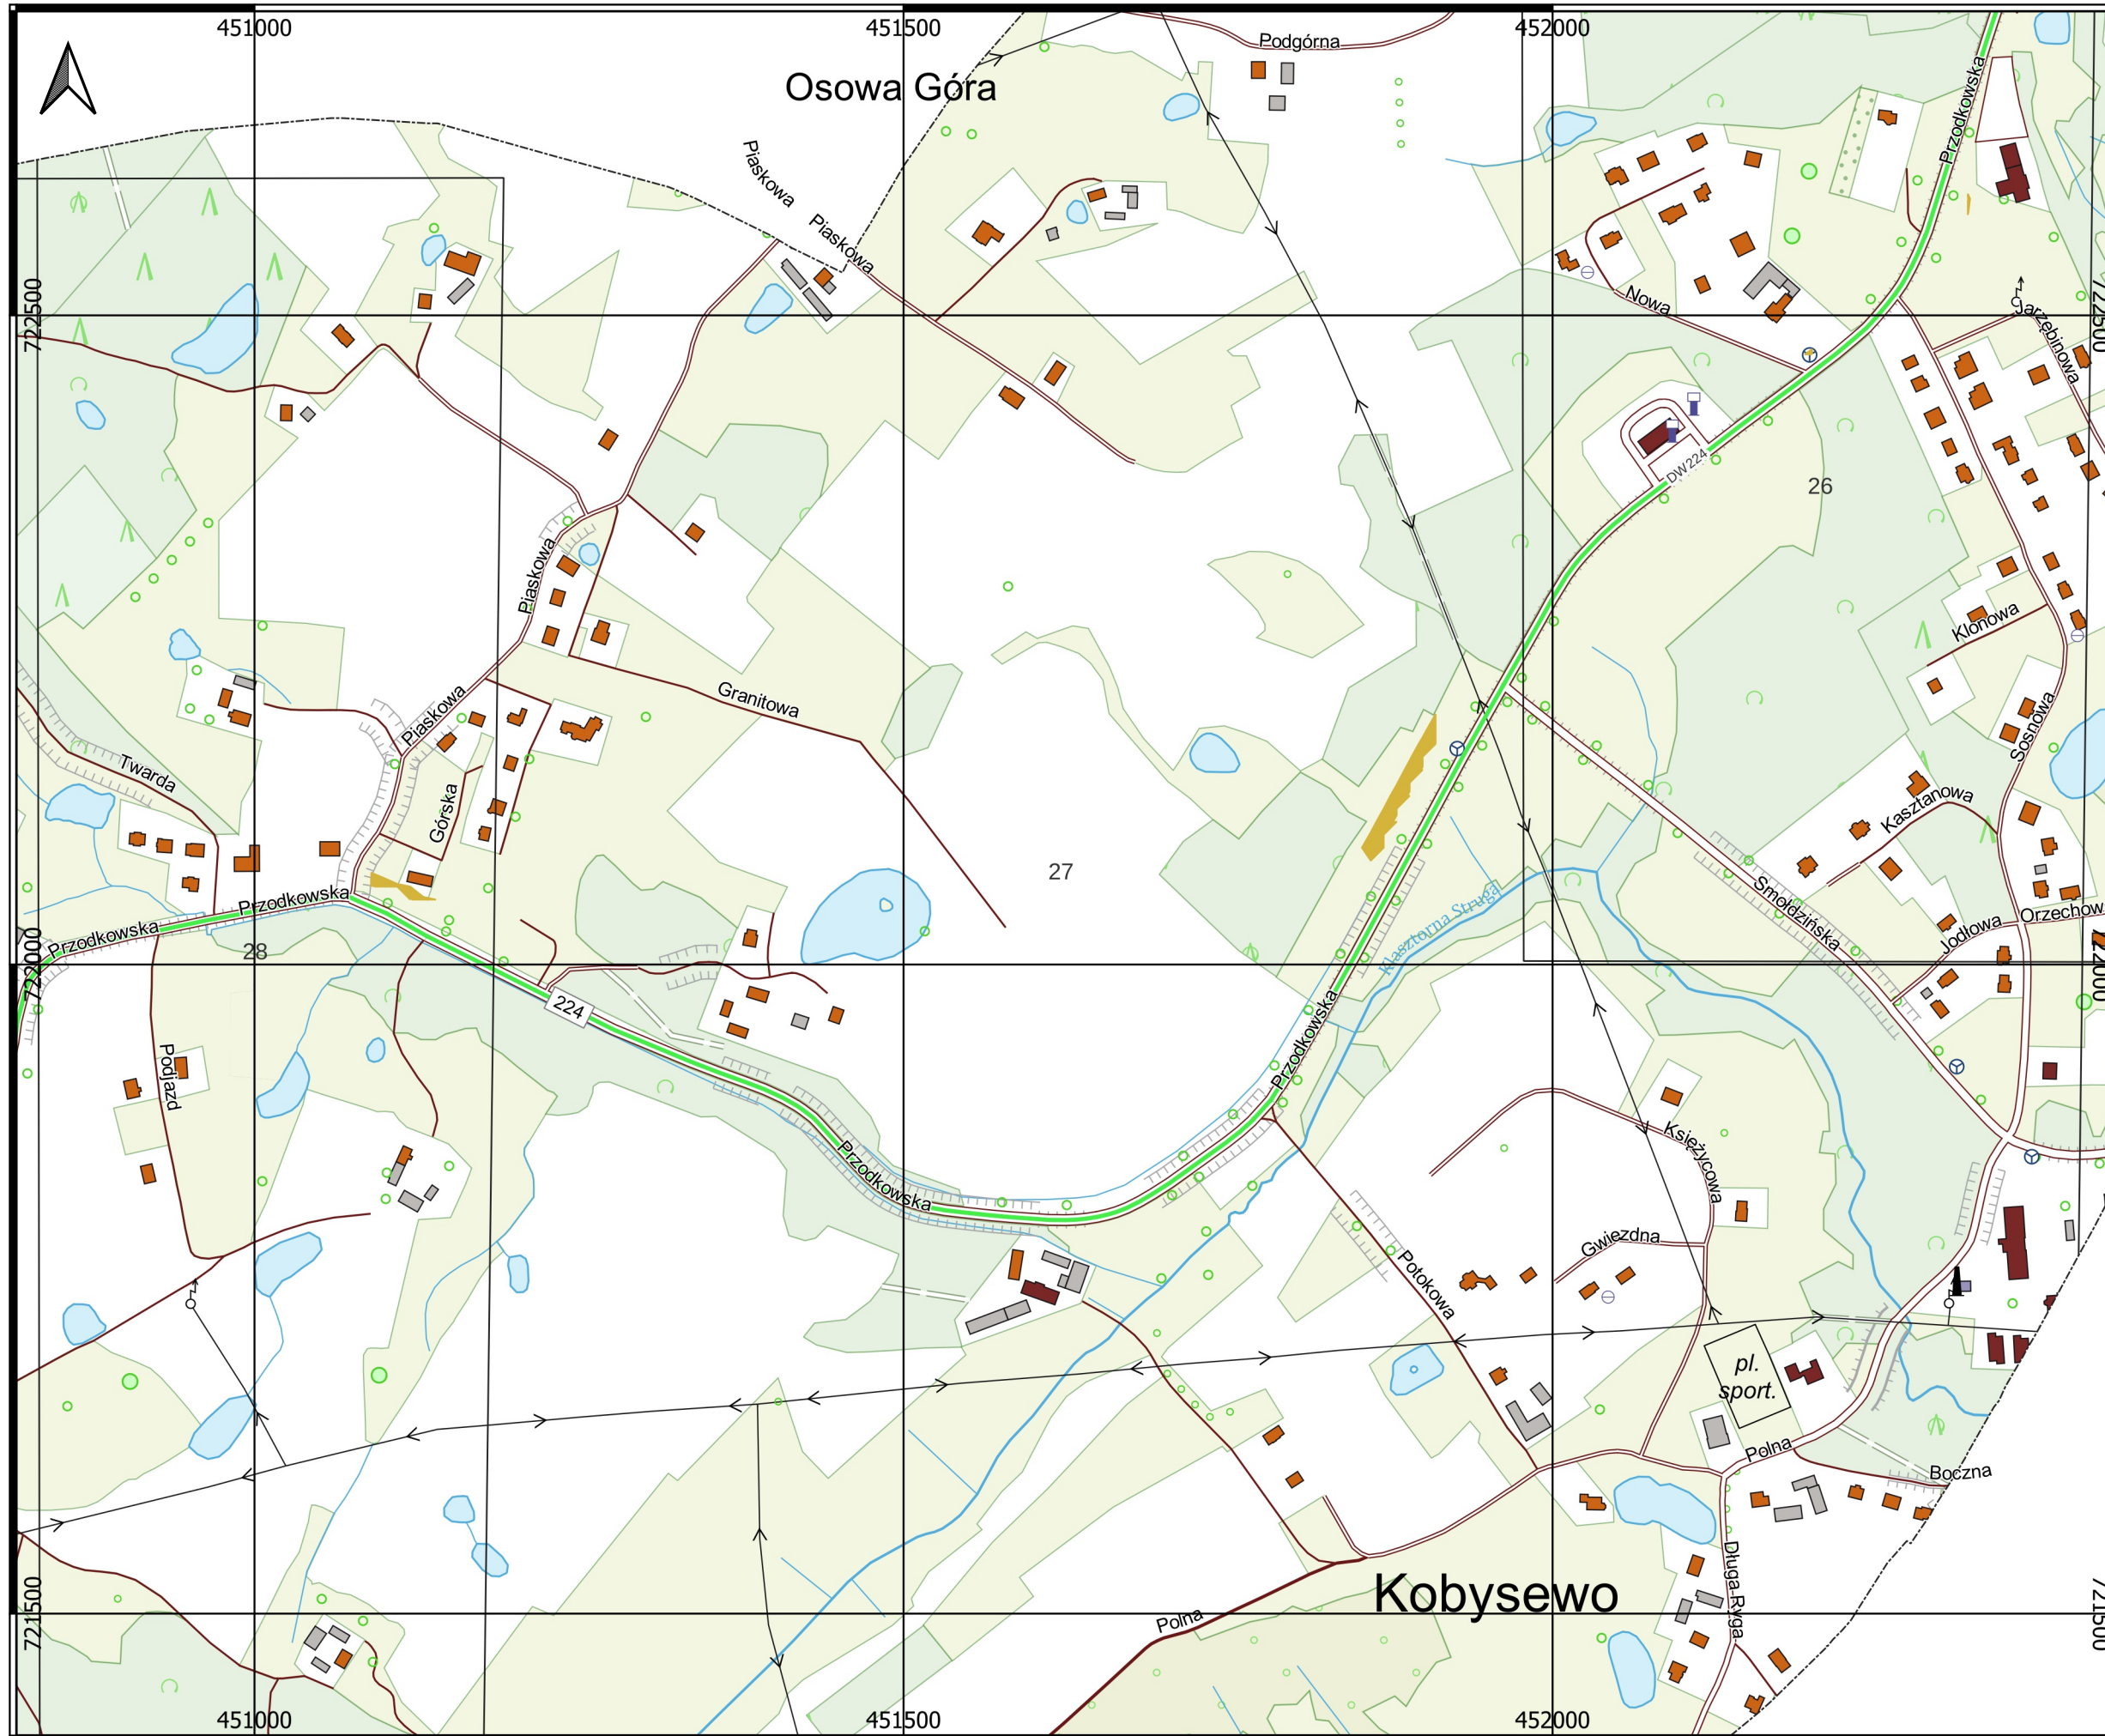 451000
451500
452000
Podgórna
Osowa Góra
Przodkowska
Piaskowa
Piaskowa
722500
722500
Nowa
Jarzębinowa
DW224
26
Piaskowa
Klonowa
Granitowa
Piaskowa
Sosnowa
Twarda
Górska
Kasztanowa
27
Smołdzińska
Klasztorna Struga
Przodkowska
Przodkowska
Jodłowa
Orzechow
28
722000
722000
224
Przodkowska
Podjazd
Księżycowa
Przodkowska
Gwiezdna
Potokowa
pl.
sport.
Polna
Boczna
Długa Ryga
Kobysewo
Polna
721500
721500
451000
451500
452000